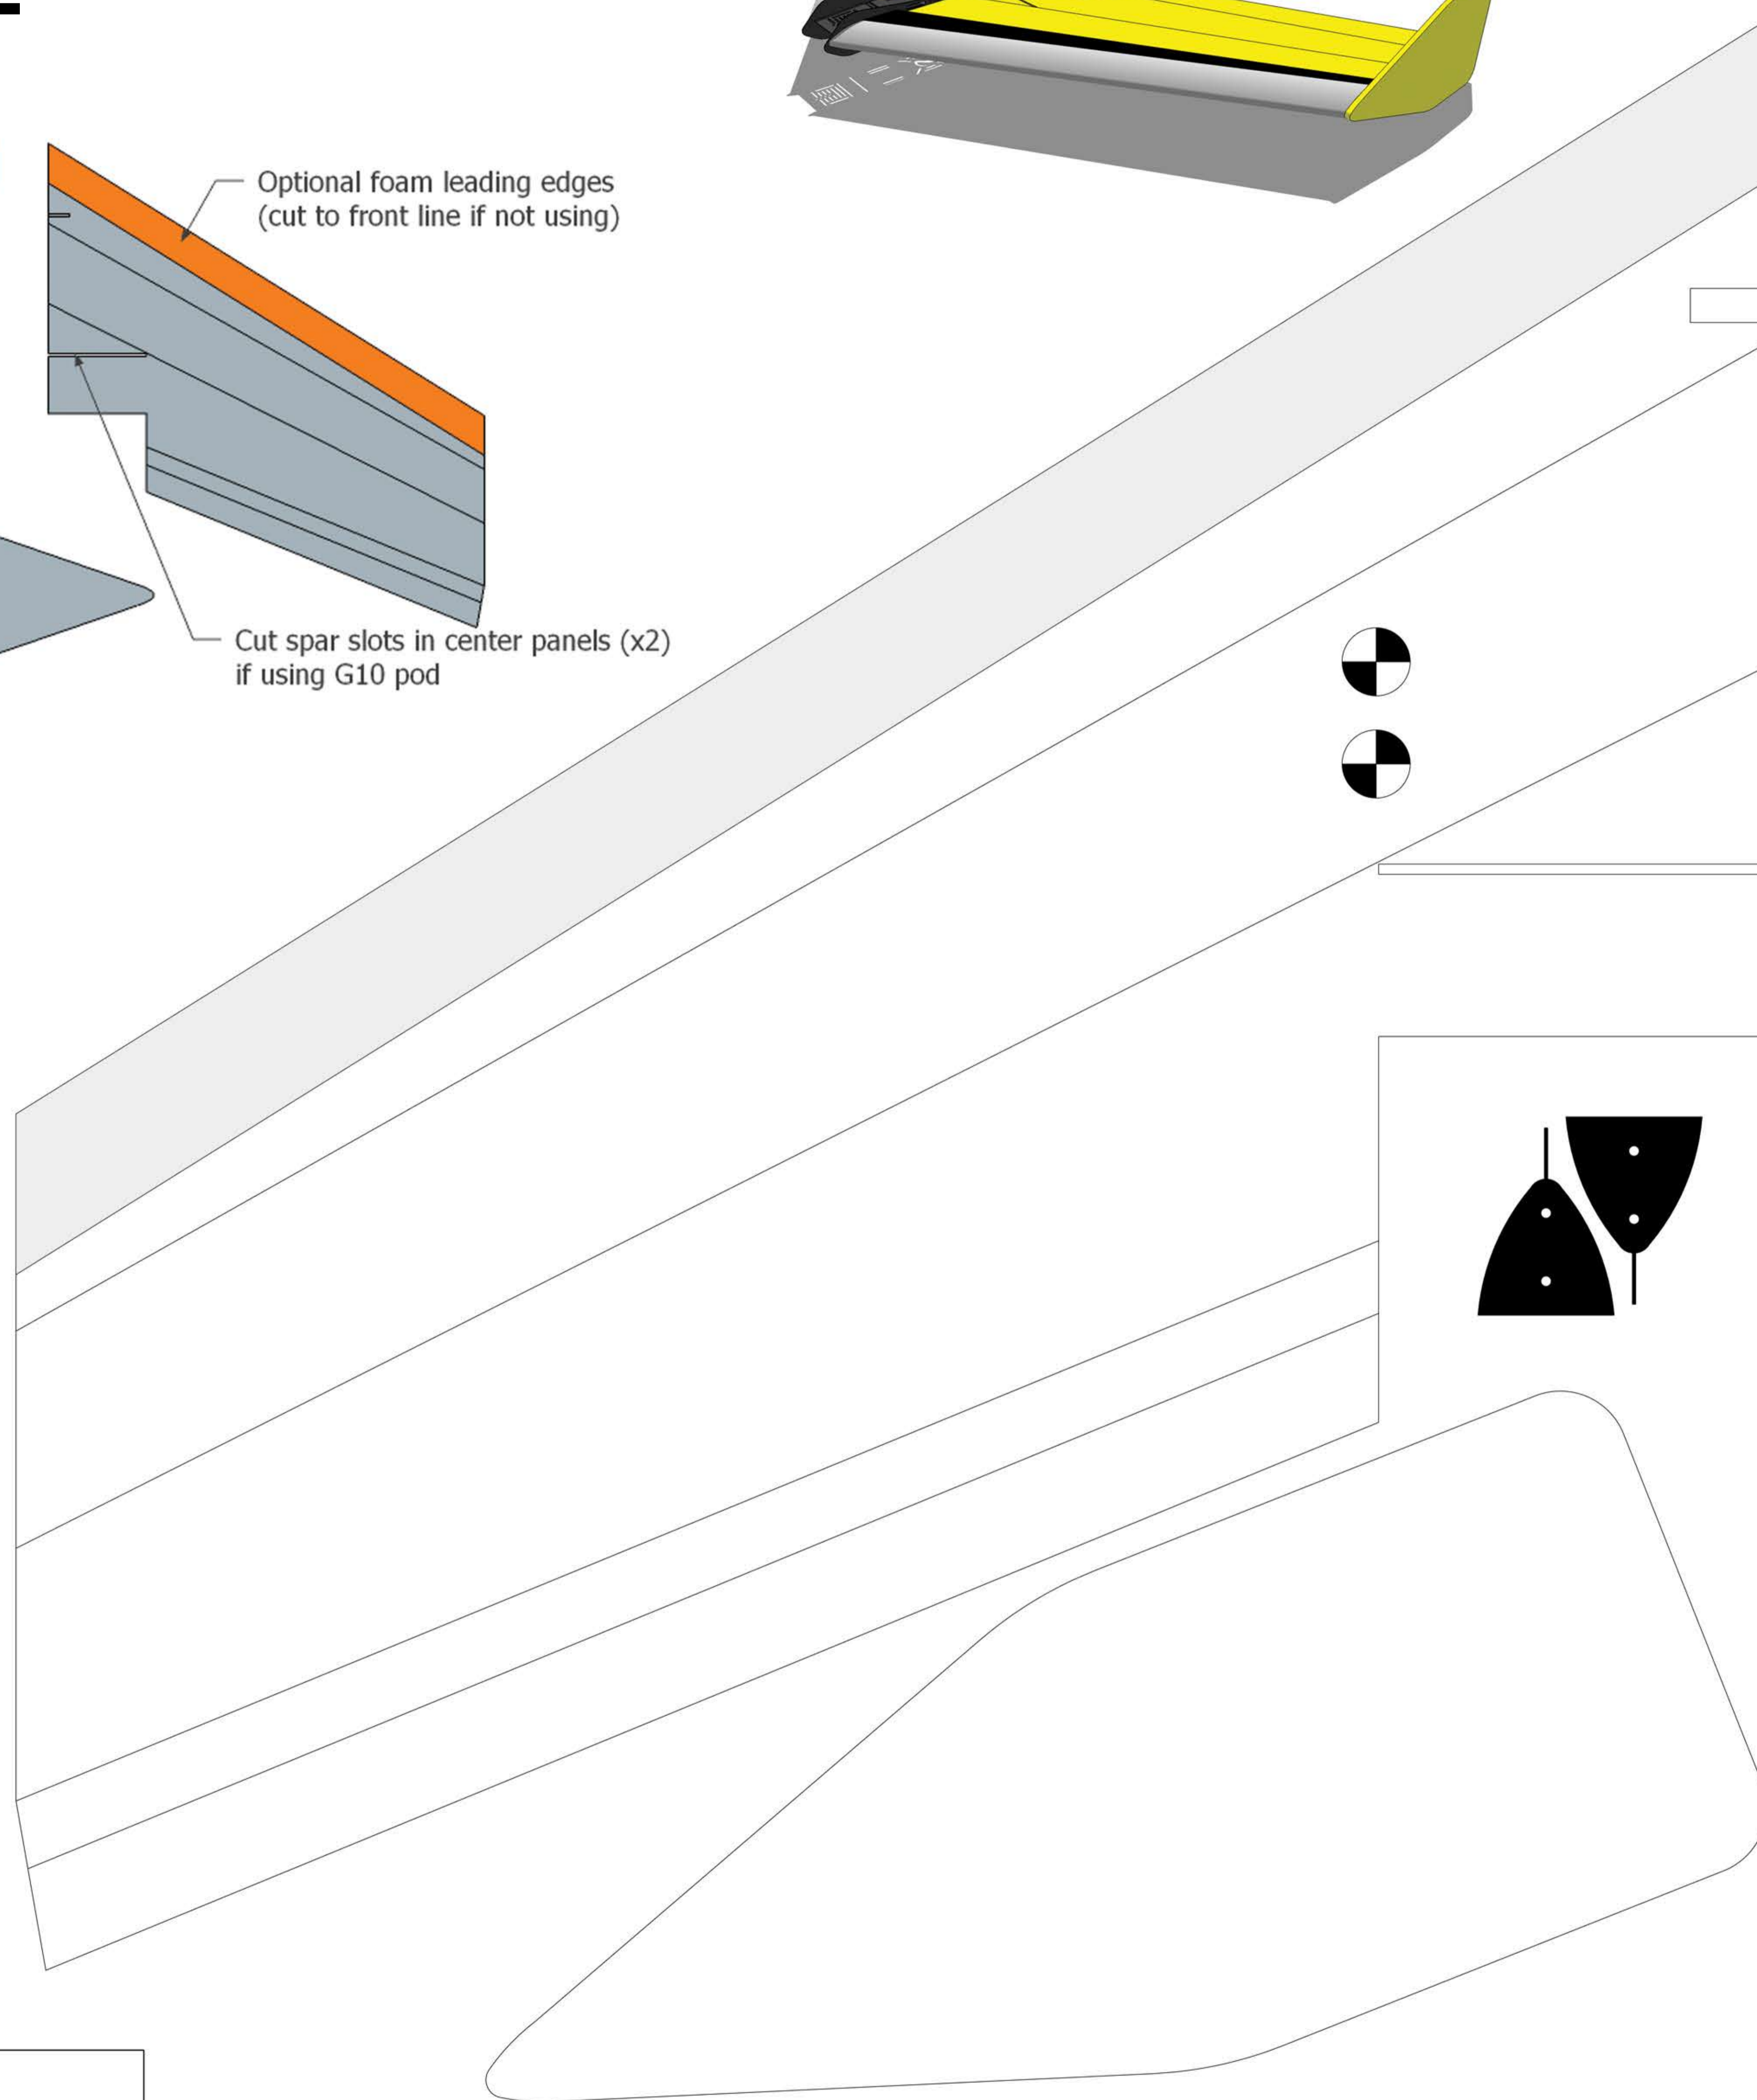 Optional foam leading edges
(cut to front line if not using)
Cut spar slots in center panels (x2)
if using G10 pod